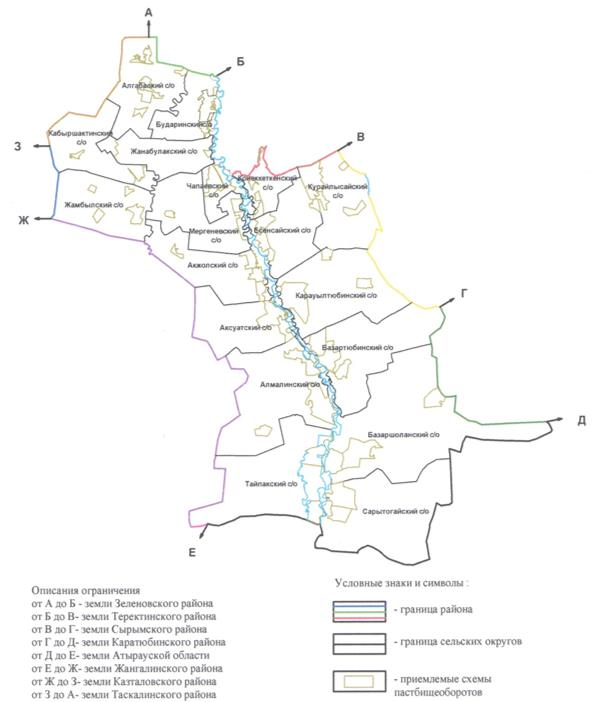 А
Б
Алгабаский с/о
Бударинский с/о
В
З
Кабыршактинский
с/о
Жанабулакский с/о
Конеккеткенский
с/о
Чапаевский
с/о
Курайлысайский
с/о
Жамбылский с/о
Ж
Мергеневский
с/о
Есенсайский
с/о
Акжолский с/о
Г
Карауылтюбинский с/о
Аксуатский с/о
Базартюбинский с/о
Алмалинский с/о
Д
Базаршоланский с/о
Тайпакский с/о
Сарытогайский с/о
Е
Описания ограничения
от А до Б - земли Зеленовского района
от Б до В- земли Теректинского района
от В до Г- земли Сырымского района
от Г до Д- земли Каратюбинского района
от Д до Е- земли Атырауской области
от Е до Ж- земли Жангалинского района
от Ж до З- земли Казталовского района
от З до А- земли Таскалинского района
Условные знаки и символы :
- граница района
- граница сельских округов
- приемлемые схемы
пастбищеоборотов